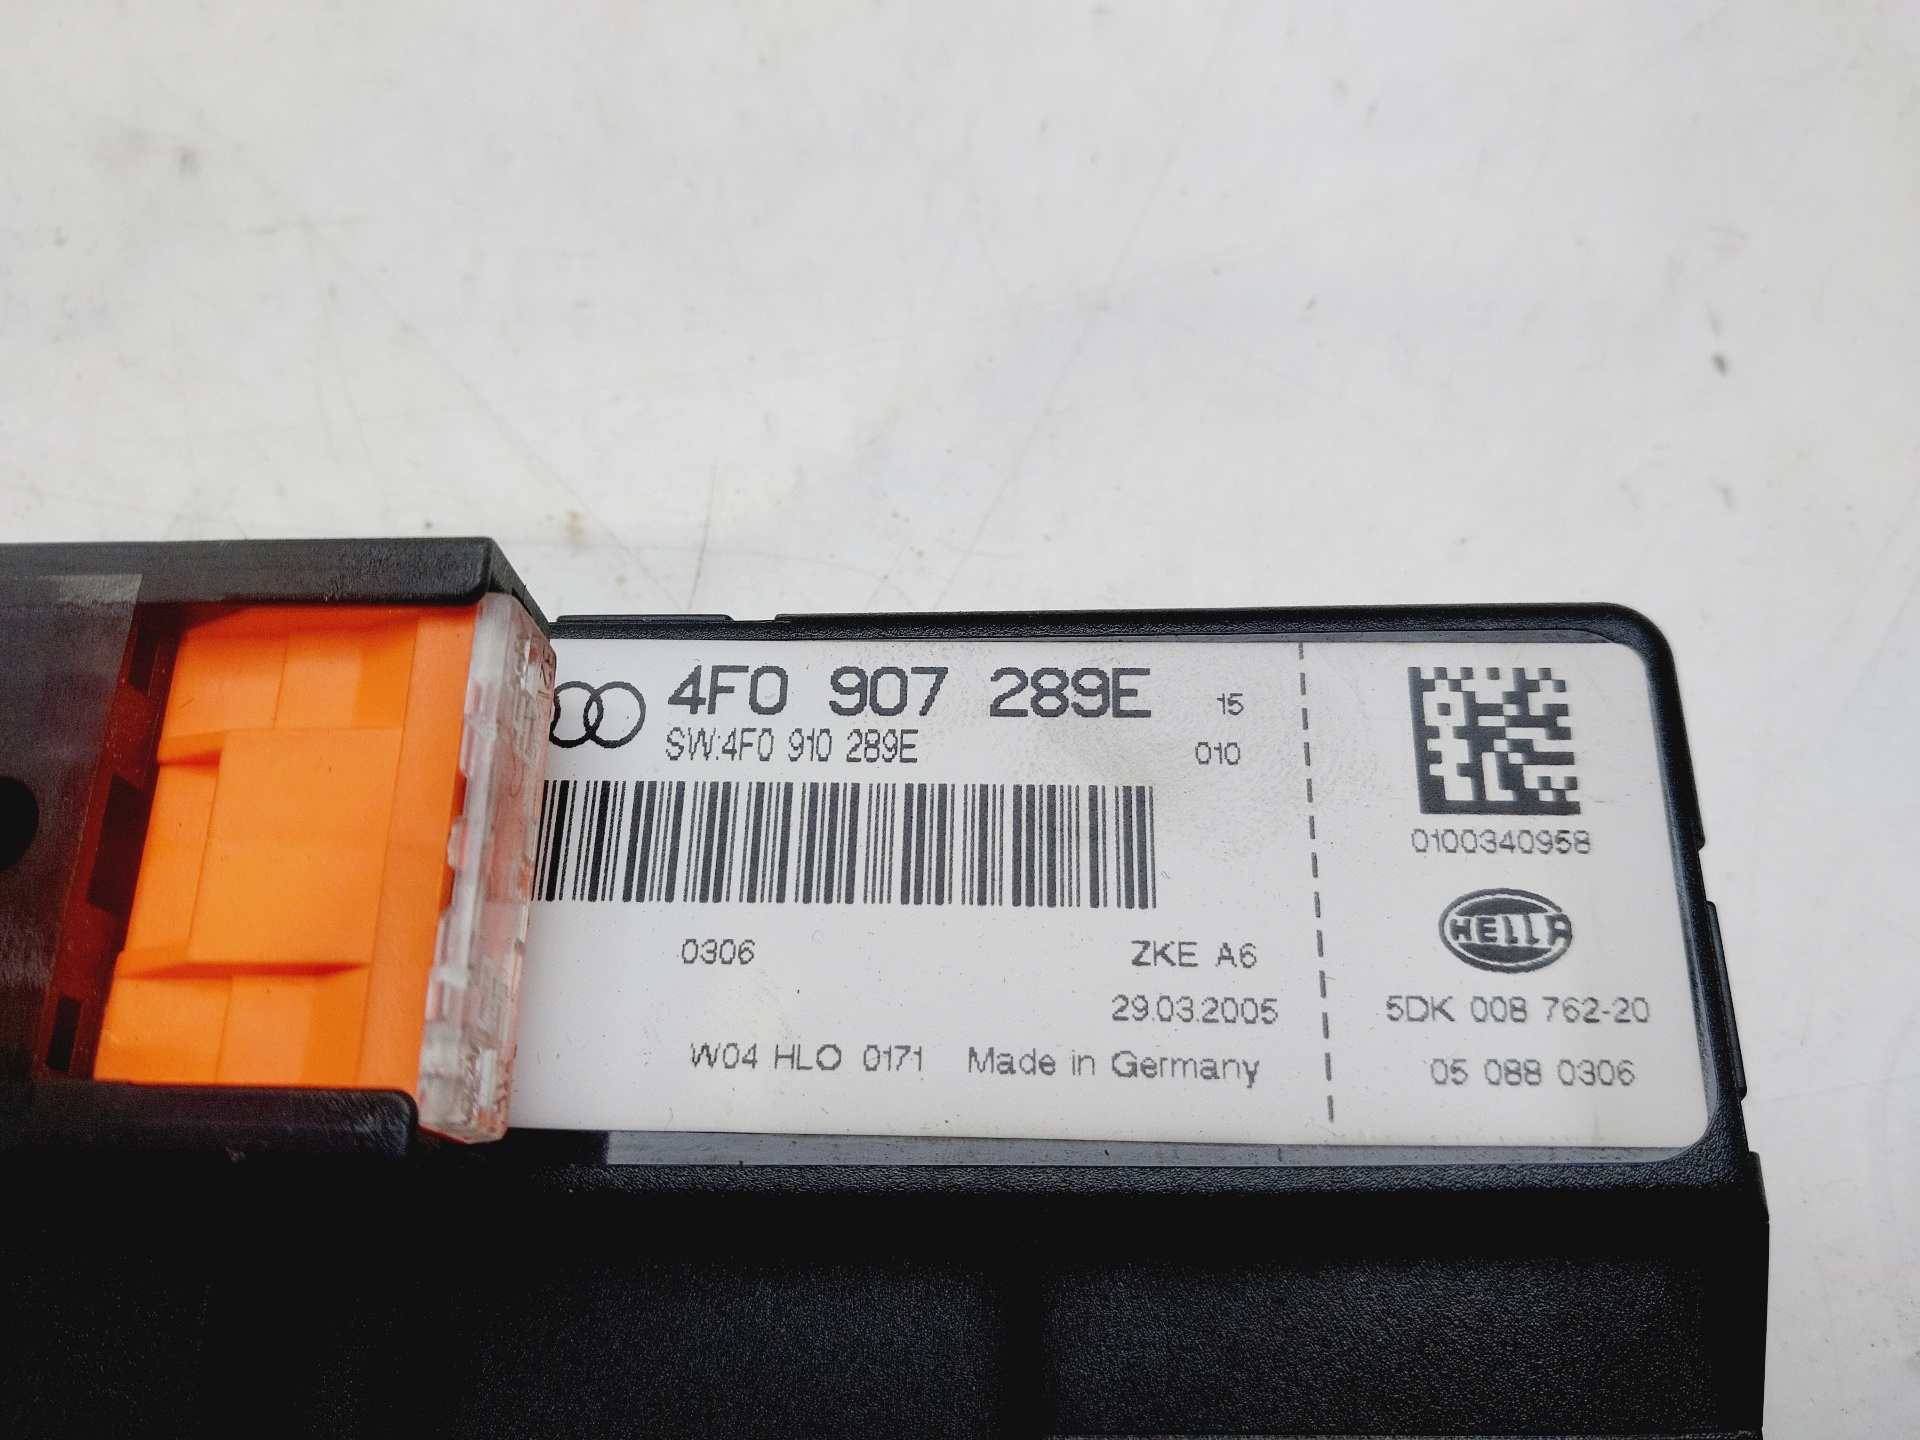 4F0 907 289E 15
SW:4F0 910 289E 010
0306 ZKE A6
29.03.2005
W04 HLO 0171 Made in Germany
0100340958
HELLA
5DK 008 762-20
05 088 0306